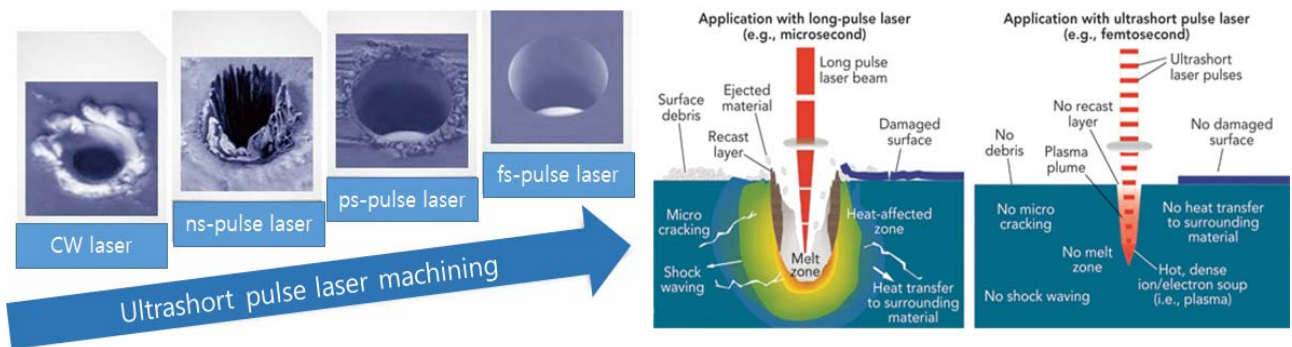 CW laser
ns-pulse laser
ps-pulse laser
fs-pulse laser
Ultrashort pulse laser machining
Application with long-pulse laser
(e.g., microsecond)
Long pulse
laser beam
Ejected
material
Surface
debris
Recast
layer
Damaged
surface
Micro
cracking
Heat-affected
zone
Melt
zone
Shock
waving
Heat transfer
to surrounding
material
Application with ultrashort pulse laser
(e.g., femtosecond)
Ultrashort
laser pulses
No recast
layer
No
debris
Plasma
plume
No damaged
surface
No micro
cracking
No heat transfer
to surrounding
material
No melt
zone
Hot, dense
ion/electron soup
(i.e., plasma)
No shock waving